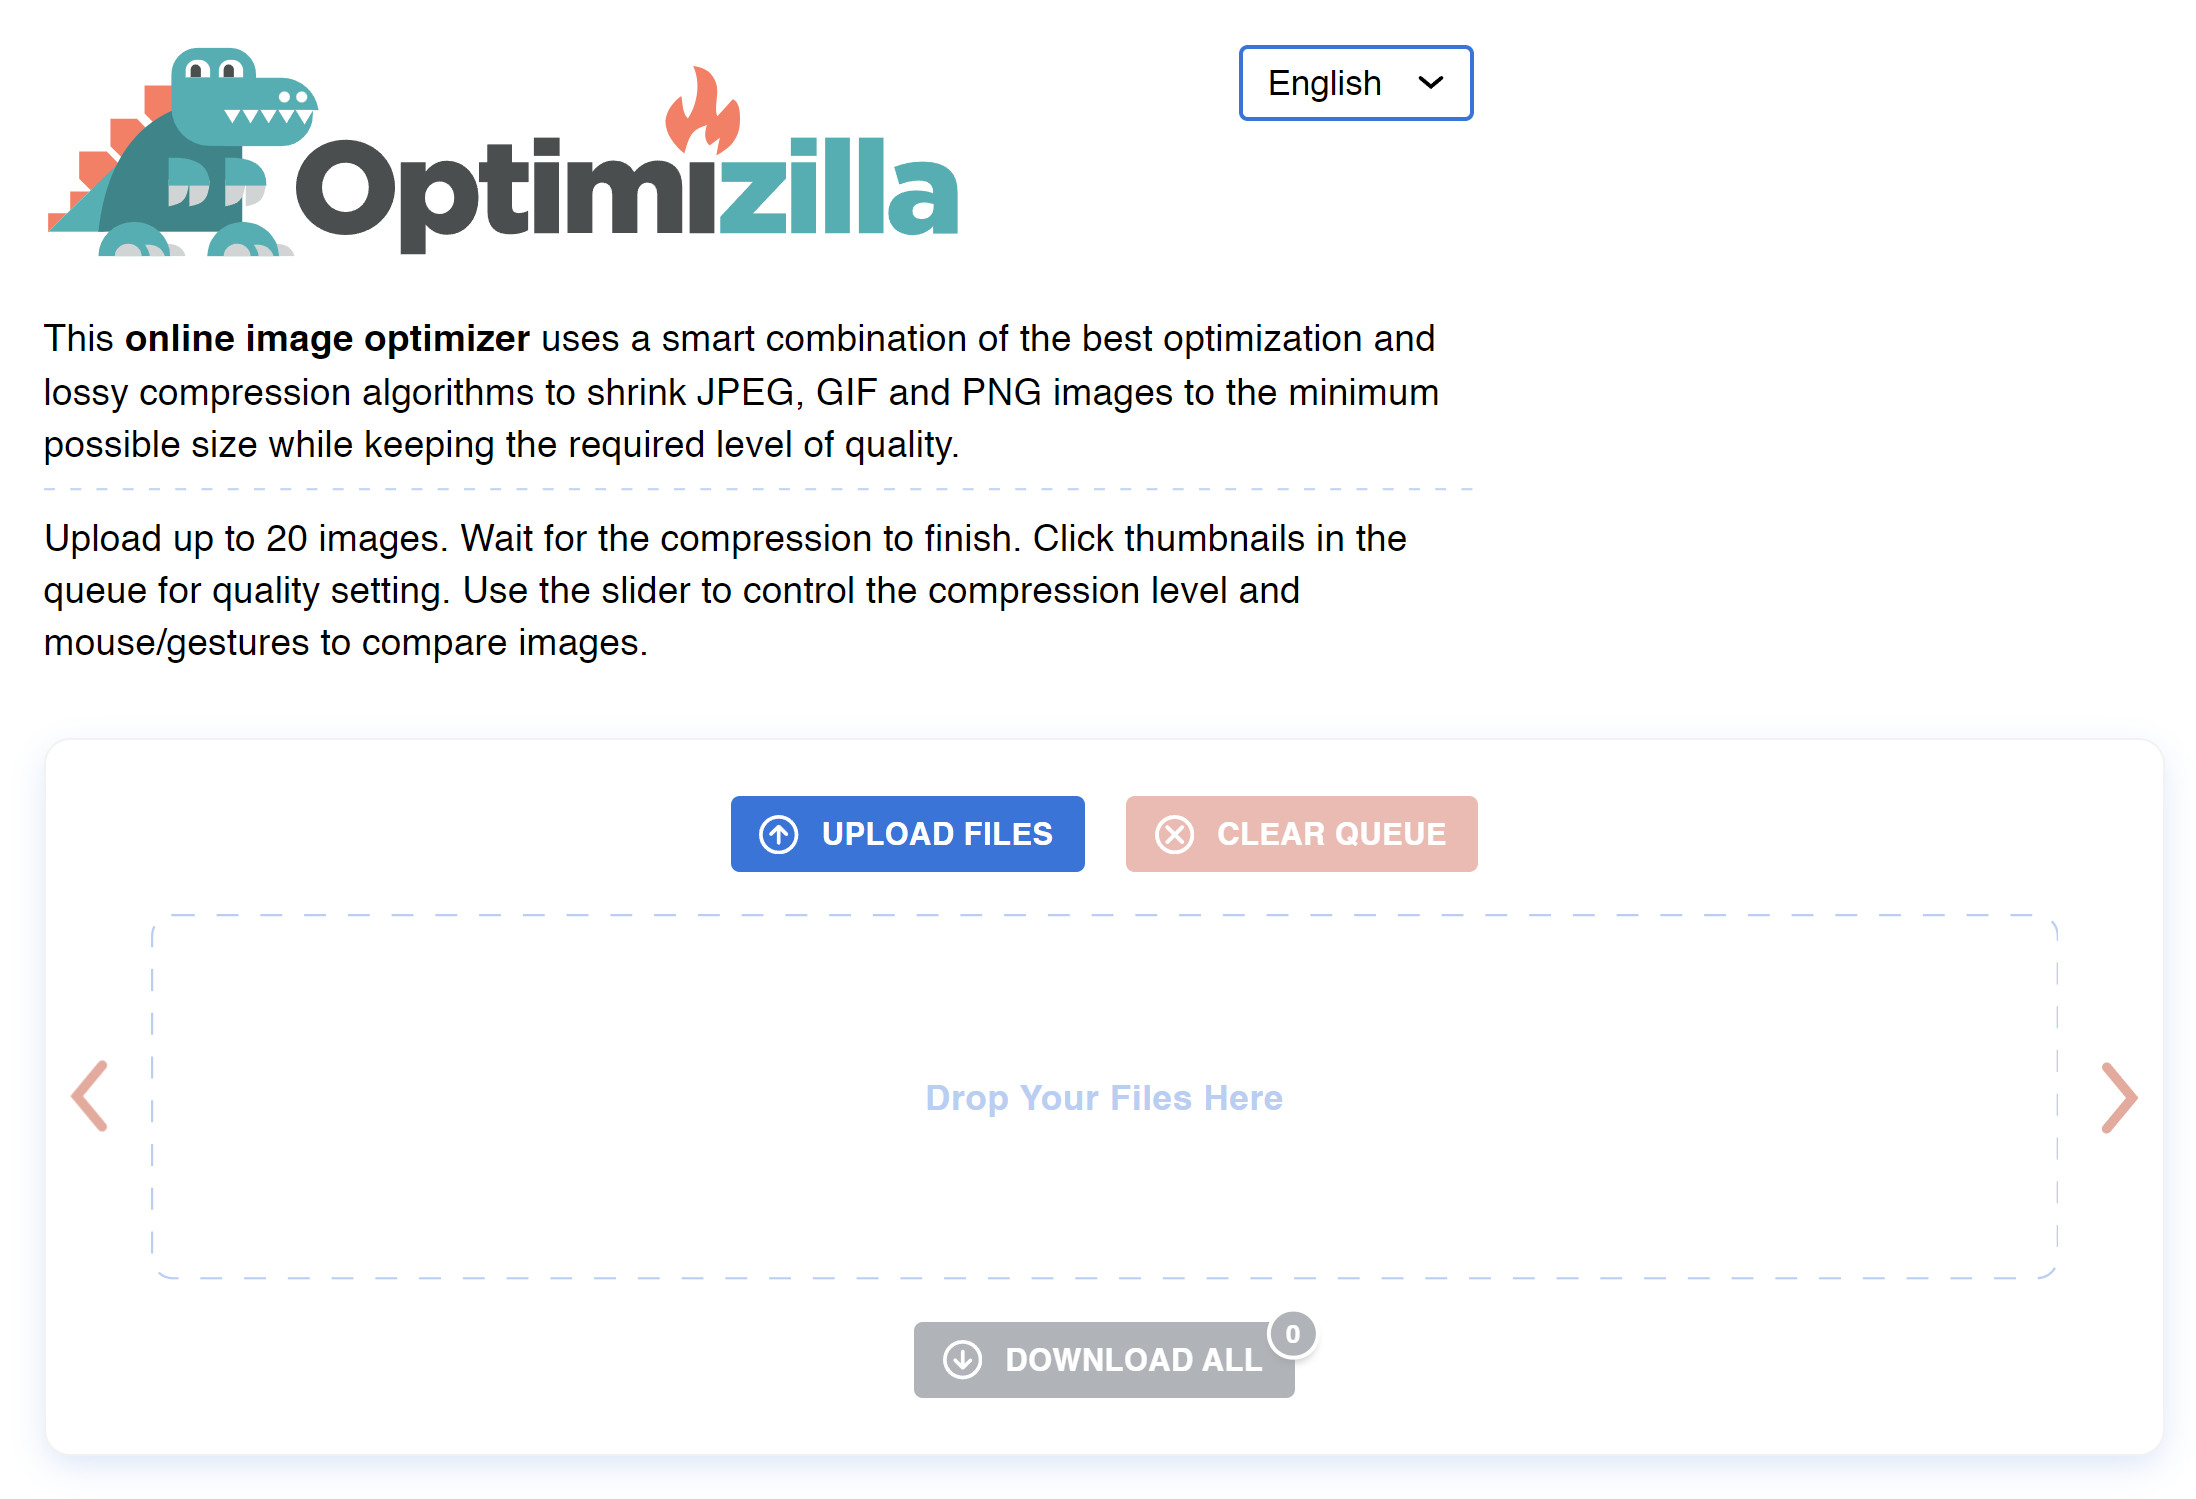 Optimizilla
English
This online image optimizer uses a smart combination of the best optimization and
lossy compression algorithms to shrink JPEG, GIF and PNG images to the minimum
possible size while keeping the required level of quality.
Upload up to 20 images. Wait for the compression to finish. Click thumbnails in the
queue for quality setting. Use the slider to control the compression level and
mouse/gestures to compare images.
UPLOAD FILES
CLEAR QUEUE
Drop Your Files Here
DOWNLOAD ALL
0